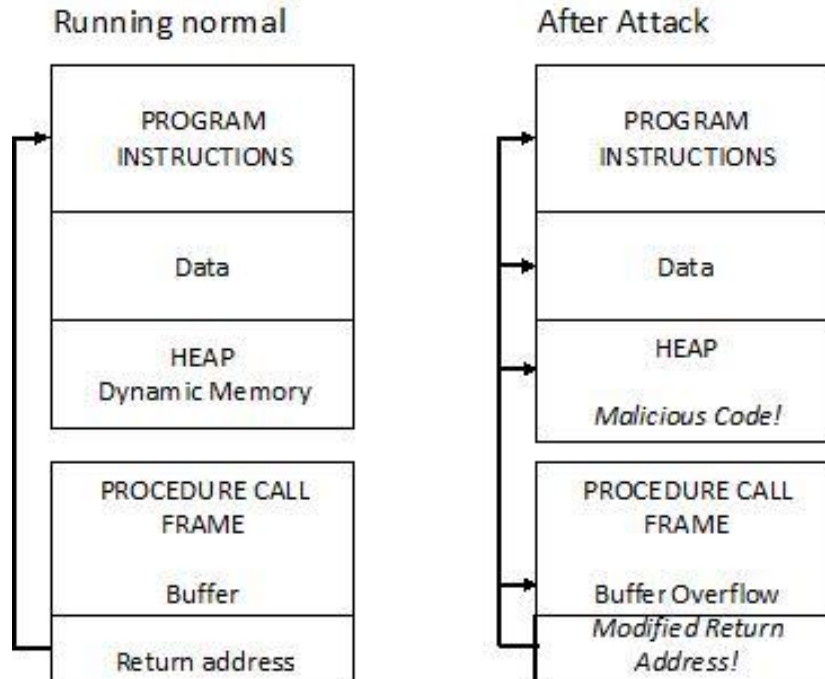 Running normal
PROGRAM
INSTRUCTIONS
Data
HEAP
Dynamic Memory
PROCEDURE CALL
FRAME
Buffer
Return address
After Attack
PROGRAM
INSTRUCTIONS
Data
HEAP
Malicious Code!
PROCEDURE CALL
FRAME
Buffer Overflow
Modified Return
Address!